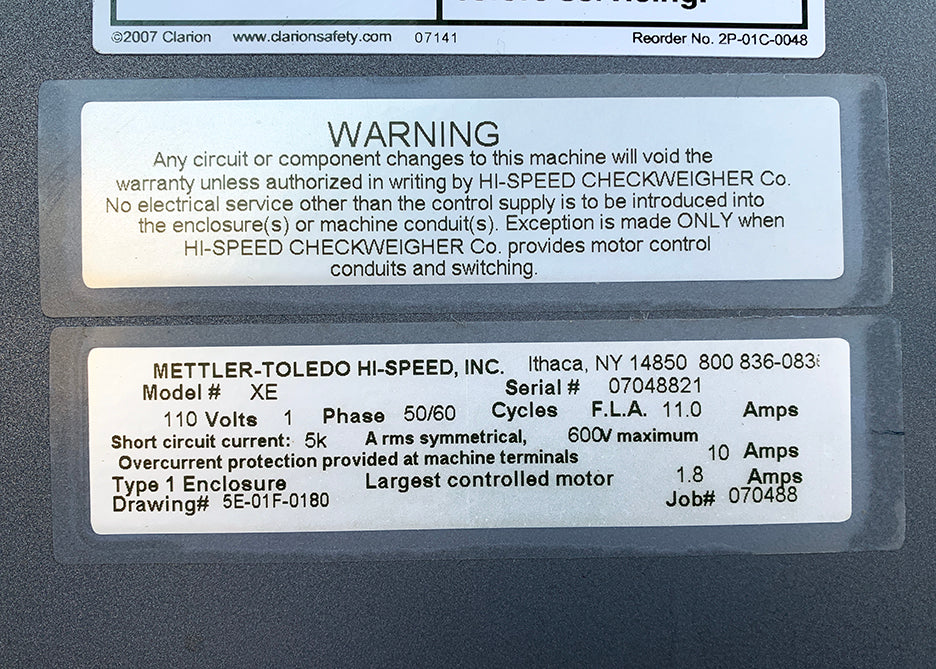 before servicing.
©2007 Clarion www.clarionsafety.com 07141 Reorder No. 2P-01C-0048
WARNING
Any circuit or component changes to this machine will void the
warranty unless authorized in writing by HI-SPEED CHECKWEIGHER Co.
No electrical service other than the control supply is to be introduced into
the enclosure(s) or machine conduit(s). Exception is made ONLY when
HI-SPEED CHECKWEIGHER Co. provides motor control
conduits and switching.
METTLER-TOLEDO HI-SPEED, INC. Ithaca, NY 14850 800 836-083
Model # XE Serial # 07048821
110 Volts 1 Phase 50/60 Cycles F.L.A. 11.0 Amps
Short circuit current: 5k A rms symmetrical, 600V maximum
Overcurrent protection provided at machine terminals 10 Amps
Type 1 Enclosure Largest controlled motor 1.8 Amps
Drawing# 5E-01F-0180 Job# 070488